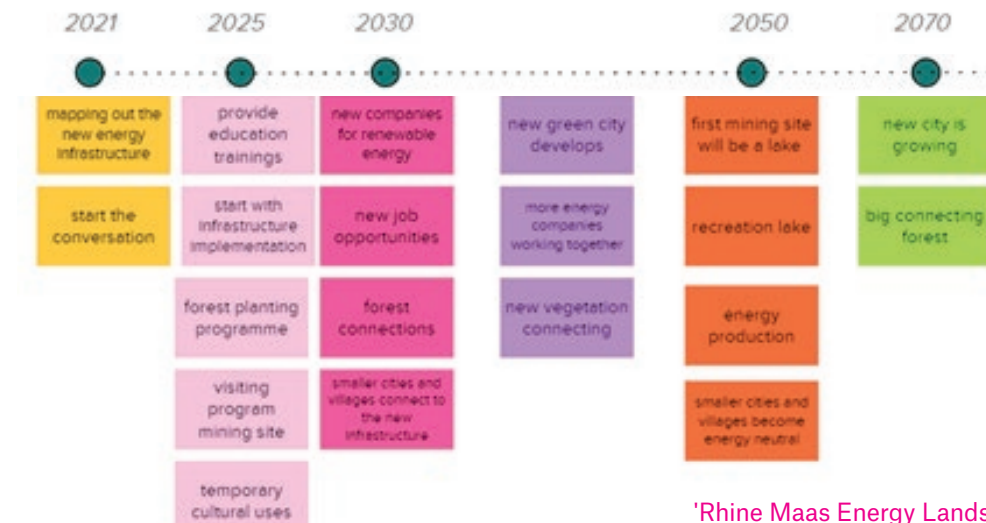 2021
2025
2030
2050
2070
mapping out the
new energy
infrastructure
start the
conversation
provide
education
trainings
start with
infrastructure
implementation
forest planting
programme
visiting
program
mining site
temporary
cultural uses
new companies
for renewable
energy
new job
opportunities
forest
connections
smaller cities and
villages connect to
the new
infrastructure
new green city
develops
more energy
companies
working together
new vegetation
connecting
first mining site
will be a lake
recreation lake
energy
production
smaller cities and
villages become
energy neutral
new city is
growing
big connecting
forest
'Rhine Maas Energy Lands